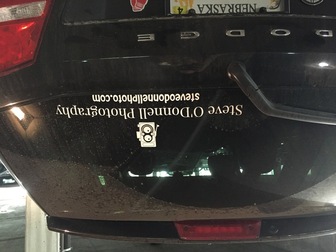 Steve O'Donnell Photography
steveodonnellphoto.com
DODGE
NEBRASKA